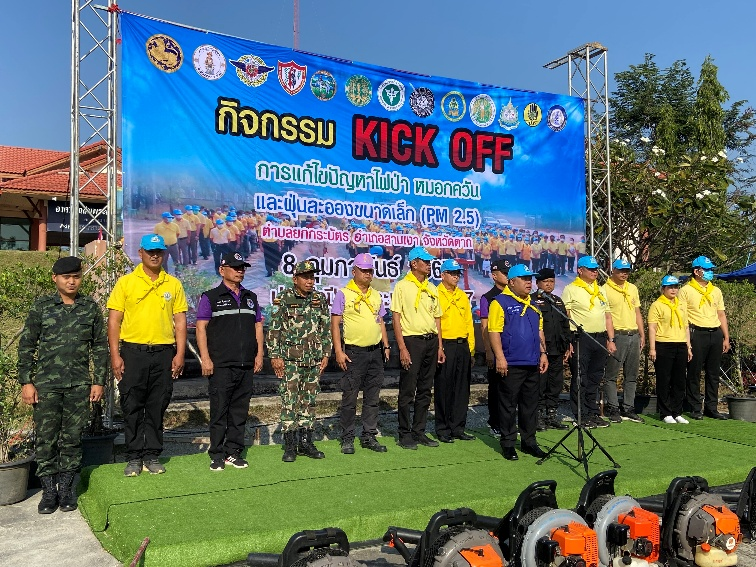 กิจกรรม KICK OFF
การแก้ไขปัญหาไฟป่า หมอกควัน
และฝุ่นละอองขนาดเล็ก (PM 2.5)
ตำบลยกกระบัตร อำเภอสามเงา จังหวัดตาก
8